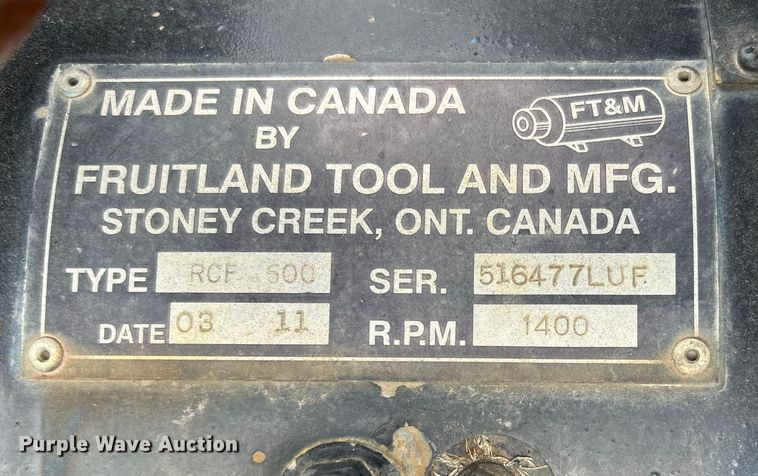 MADE IN CANADA
FT&M
BY
FRUITLAND TOOL AND MFG.
STONEY CREEK, ONT. CANADA
TYPE RCF 500 SER. 516477LUF
DATE 03 11 R.P.M. 1400
Purple Wave Auction